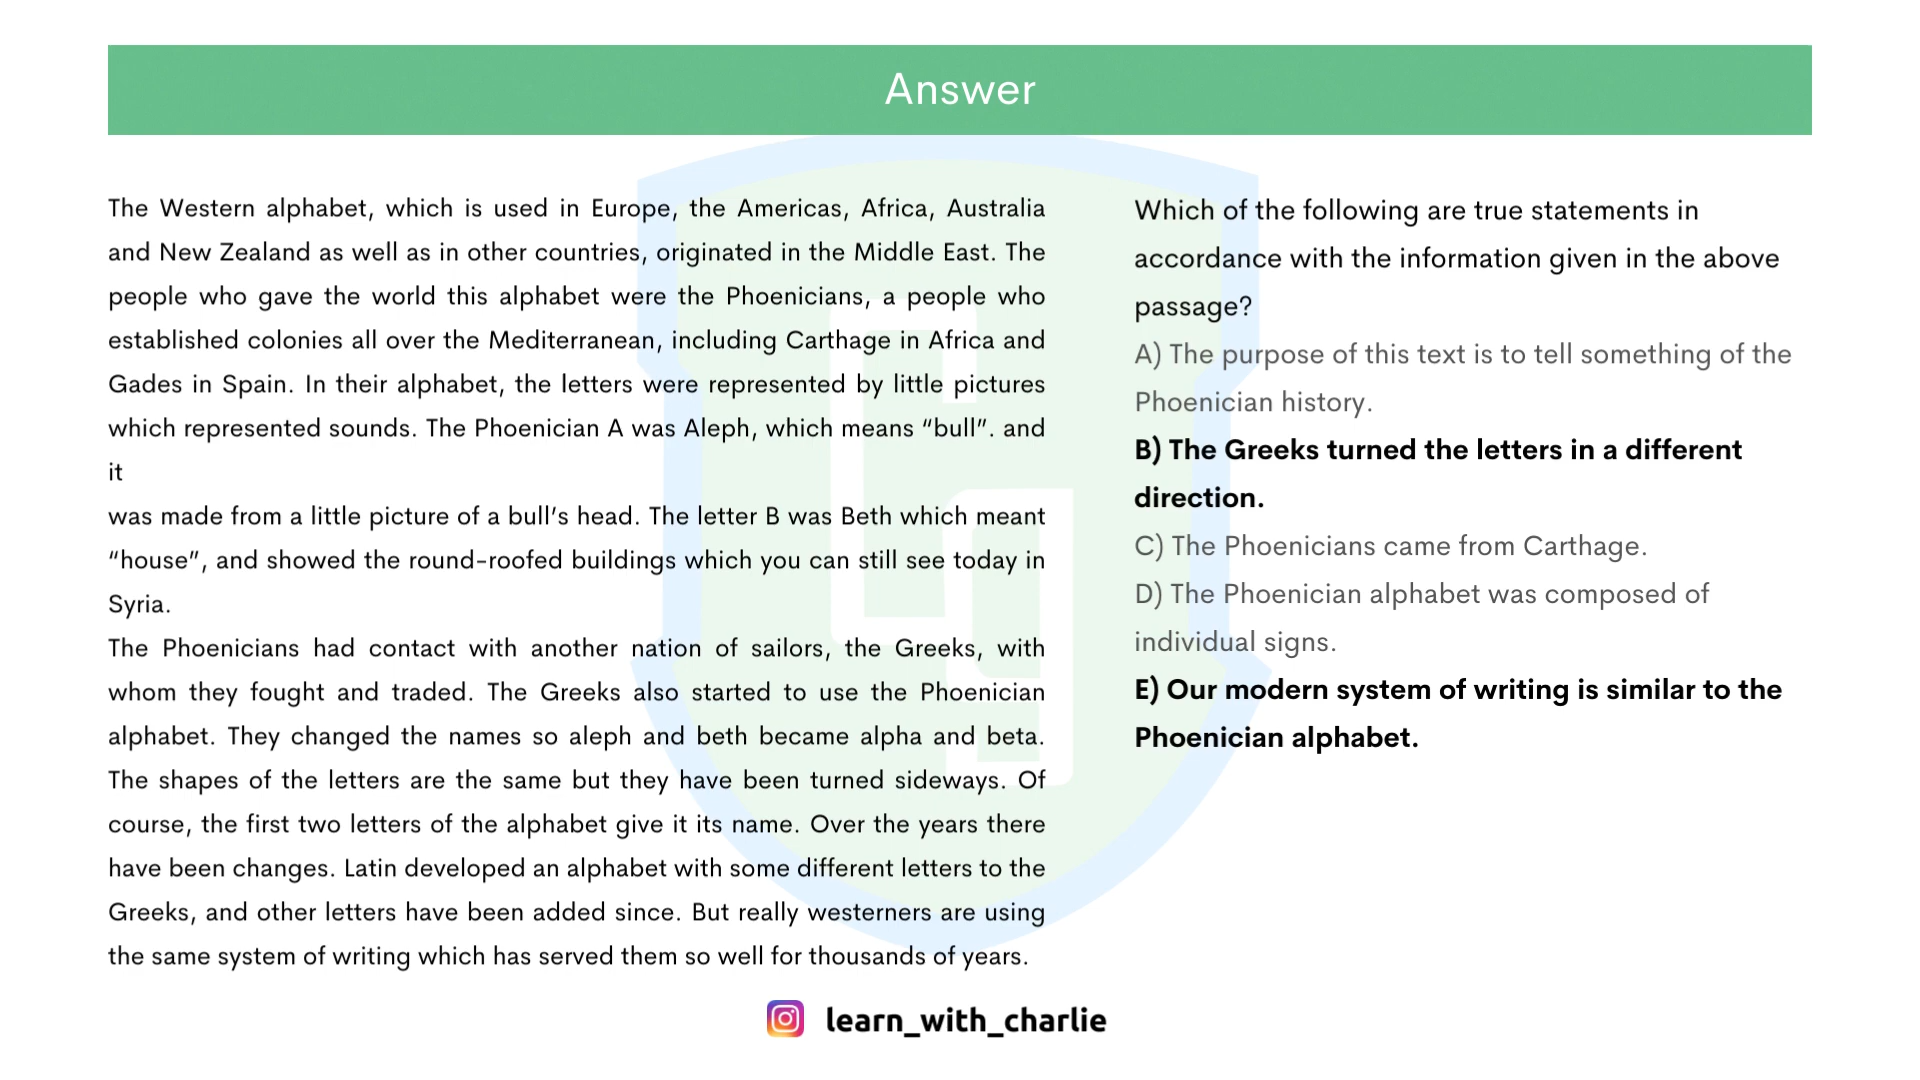 Answer
The Western alphabet, which is used in Europe, the Americas, Africa, Australia
and New Zealand as well as in other countries, originated in the Middle East. The
people who gave the world this alphabet were the Phoenicians, a people who
established colonies all over the Mediterranean, including Carthage in Africa and
Gades in Spain. In their alphabet, the letters were represented by little pictures
which represented sounds. The Phoenician A was Aleph, which means “bull”. and
it
was made from a little picture of a bull’s head. The letter B was Beth which meant
“house”, and showed the round-roofed buildings which you can still see today in
Syria.
The Phoenicians had contact with another nation of sailors, the Greeks, with
whom they fought and traded. The Greeks also started to use the Phoenician
alphabet. They changed the names so aleph and beth became alpha and beta.
The shapes of the letters are the same but they have been turned sideways. Of
course, the first two letters of the alphabet give it its name. Over the years there
have been changes. Latin developed an alphabet with some different letters to the
Greeks, and other letters have been added since. But really westerners are using
the same system of writing which has served them so well for thousands of years.
Which of the following are true statements in
accordance with the information given in the above
passage?
A) The purpose of this text is to tell something of the
Phoenician history.
B) The Greeks turned the letters in a different
direction.
C) The Phoenicians came from Carthage.
D) The Phoenician alphabet was composed of
individual signs.
E) Our modern system of writing is similar to the
Phoenician alphabet.
learn_with_charlie